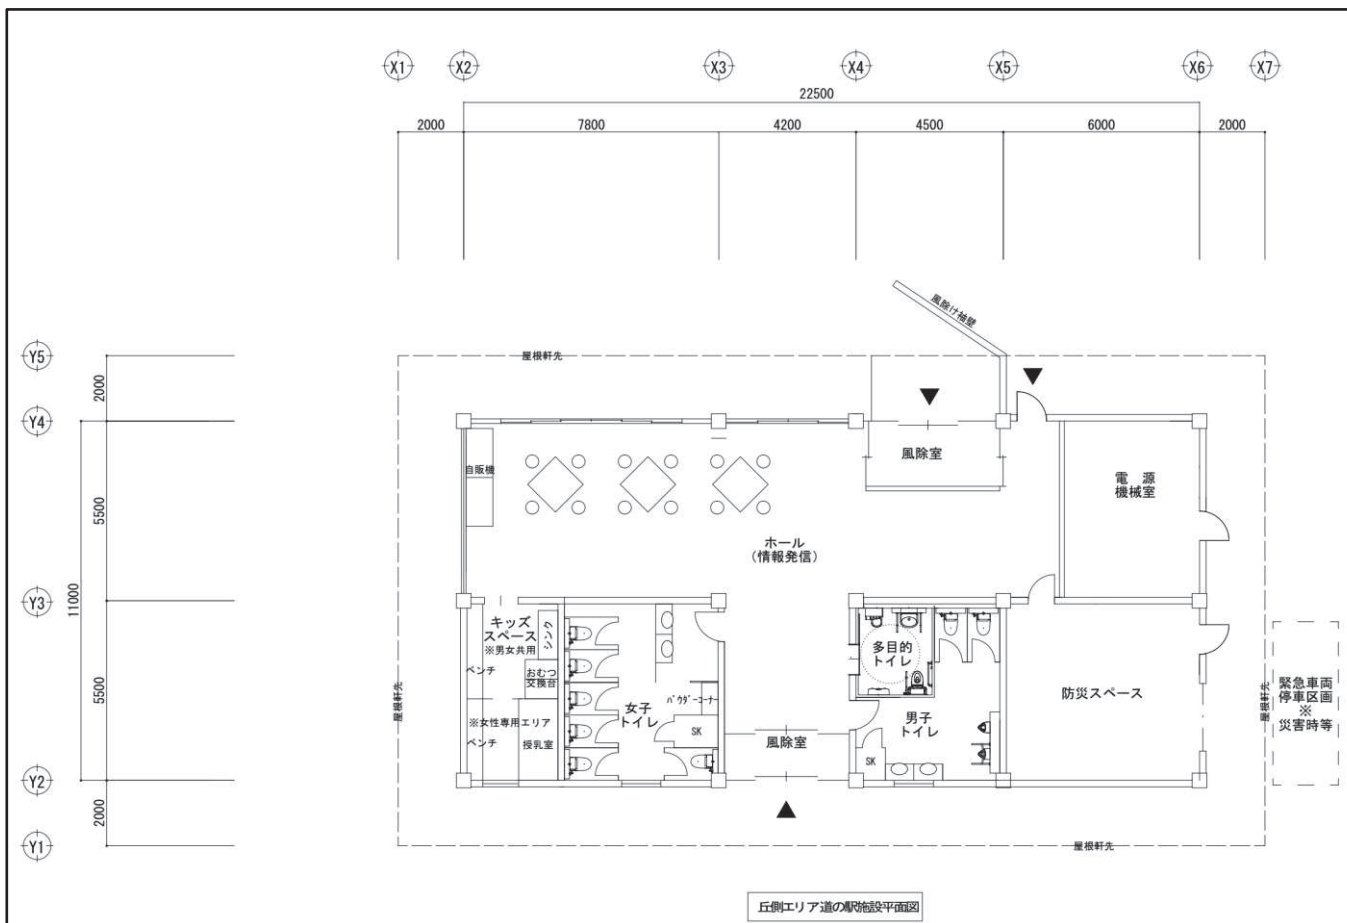 X1 X2 X3 X4 X5 X6 X7
22500
2000 7800 4200 4500 6000 2000
風除け袖壁
Y5
屋根軒先
2000
Y4
自販機
風除室
電 源
機械室
5500
ホール
(情報発信)
Y3
11000
キッズ
スペース
※男女共用
シンク
ベンチ
おむつ
交換台
多目的
トイレ
5500
屋根軒先
女子
トイレ
パウダーコーナー
防災スペース
屋根軒先
緊急車両
停車区画
※
災害時等
※女性専用エリア
ベンチ
授乳室
SK
風除室
男子
トイレ
SK
Y2
2000
Y1
屋根軒先
丘側エリア道の駅施設平面図